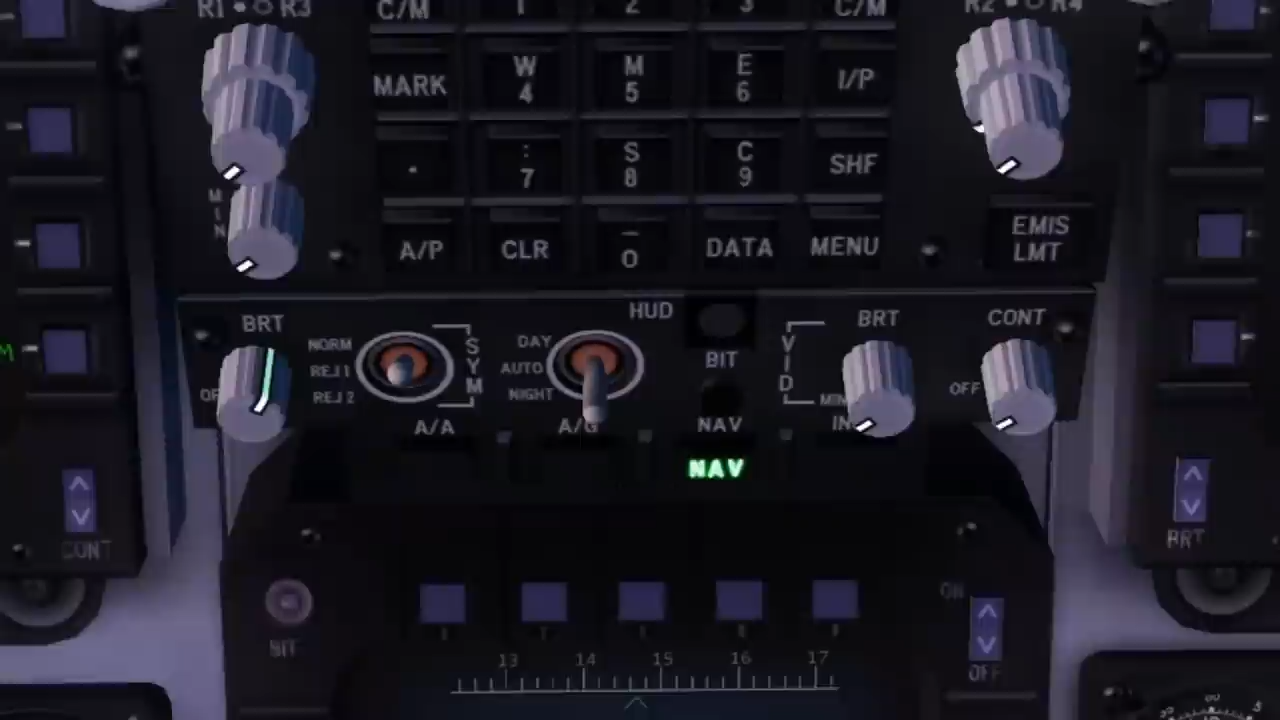 R1 R3
R2 R4
C/M 1 2 3 C/M
MARK W 4 M 5 E 6 I/P
. : 7 S 8 C 9 SHF
A/P CLR – 0 DATA MENU
MIN
EMIS
LMT
BRT
NORM
REJ 1
REJ 2
SYM
HUD
DAY
AUTO
NIGHT
BIT
VID
BRT
MIN
CONT
OFF
A/A
A/G
NAV
NAV
M
CONT
BRT
BIT
ON
OFF
13 14 15 16 17